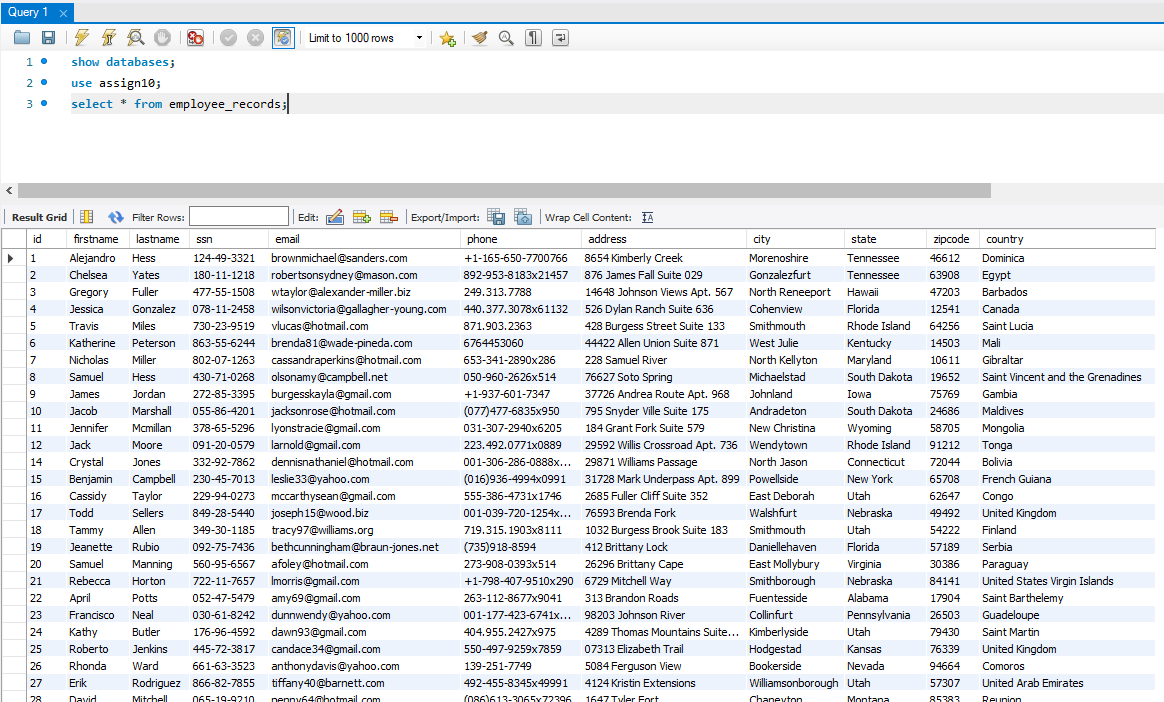 Query 1
Limit to 1000 rows
1 show databases;
2 use assign10;
3 select * from employee_records;
Result Grid Filter Rows: Edit: Export/Import: Wrap Cell Content:
id firstname lastname ssn email phone address city state zipcode country
1 Alejandro Hess 124-49-3321 brownmichael@sanders.com +1-165-650-7700766 8654 Kimberly Creek Morenoshire Tennessee 46612 Dominica
2 Chelsea Yates 180-11-1218 robertsonsydney@mason.com 892-953-8183x21457 876 James Fall Suite 029 Gonzalezfurt Tennessee 63908 Egypt
3 Gregory Fuller 477-55-1508 wtaylor@alexander-miller.biz 249.313.7788 14648 Johnson Views Apt. 567 North Reneeport Hawaii 47203 Barbados
4 Jessica Gonzalez 078-11-2458 wilsonvictoria@gallagher-young.com 440.377.3078x61132 526 Dylan Ranch Suite 636 Cohenview Florida 12541 Canada
5 Travis Miles 730-23-9519 vlucas@hotmail.com 871.903.2363 428 Burgess Street Suite 133 Smithmouth Rhode Island 64256 Saint Lucia
6 Katherine Peterson 863-55-6244 brenda81@wade-pineda.com 6764453060 44422 Allen Union Suite 871 West Julie Kentucky 14503 Mali
7 Nicholas Miller 802-07-1263 cassandraperkins@hotmail.com 653-341-2890x286 228 Samuel River North Kellyton Maryland 10611 Gibraltar
8 Samuel Hess 430-71-0268 olsonamy@campbell.net 050-960-2626x514 76627 Soto Spring Michaelstad South Dakota 19652 Saint Vincent and the Grenadines
9 James Jordan 272-85-3395 burgesskayla@gmail.com +1-937-601-7347 37726 Andrea Route Apt. 968 Johnland Iowa 75769 Gambia
10 Jacob Marshall 055-86-4201 jacksonrose@hotmail.com (077)477-6835x950 795 Snyder Ville Suite 175 Andradeton South Dakota 24686 Maldives
11 Jennifer Mcmillan 378-65-5296 lyonstracie@gmail.com 031-307-2940x6205 184 Grant Fork Suite 579 New Christina Wyoming 58705 Mongolia
12 Jack Moore 091-20-0579 larnold@gmail.com 223.492.0771x0889 29592 Willis Crossroad Apt. 736 Wendytown Rhode Island 91212 Tonga
14 Crystal Jones 332-92-7862 dennisnathaniel@hotmail.com 001-306-286-0888x... 29871 Williams Passage North Jason Connecticut 72044 Bolivia
15 Benjamin Campbell 230-45-7013 leslie33@yahoo.com (016)936-4994x0991 31728 Mark Underpass Apt. 899 Powellside New York 65708 French Guiana
16 Cassidy Taylor 229-94-0273 mccarthysean@gmail.com 555-386-4731x1746 2685 Fuller Cliff Suite 352 East Deborah Utah 62647 Congo
17 Todd Sellers 849-28-5440 joseph15@wood.biz 001-039-720-1254x... 76593 Brenda Fork Walshfurt Nebraska 49492 United Kingdom
18 Tammy Allen 349-30-1185 tracy97@williams.org 719.315.1903x8111 1032 Burgess Brook Suite 183 Smithmouth Utah 54222 Finland
19 Jeanette Rubio 092-75-7436 bethcunningham@braun-jones.net (735)918-8594 412 Brittany Lock Daniellehaven Florida 57189 Serbia
20 Samuel Manning 560-95-6567 afoley@hotmail.com 273-908-0393x514 26296 Brittany Cape East Mollybury Virginia 30386 Paraguay
21 Rebecca Horton 722-11-7657 lmorris@gmail.com +1-798-407-9510x290 6729 Mitchell Way Smithborough Nebraska 84141 United States Virgin Islands
22 April Potts 052-47-5479 amy69@gmail.com 263-112-8677x9041 313 Brandon Roads Fuentesside Alabama 17904 Saint Barthelemy
23 Francisco Neal 030-61-8242 dunnwendy@yahoo.com 001-177-423-6741x... 98203 Johnson River Collinfurt Pennsylvania 26503 Guadeloupe
24 Kathy Butler 176-96-4592 dawn93@gmail.com 404.955.2427x975 4289 Thomas Mountains Suite... Kimberlyside Utah 79430 Saint Martin
25 Roberto Jenkins 445-72-3817 candace34@gmail.com 550-497-9259x7859 07313 Elizabeth Trail Hodgestad Kansas 76339 United Kingdom
26 Rhonda Ward 661-63-3523 anthonydavis@yahoo.com 139-251-7749 5084 Ferguson View Bookerside Nevada 94664 Comoros
27 Erik Rodriguez 866-82-7855 tiffany40@barnett.com 492-455-8345x49991 4124 Kristin Extensions Williamsonborough Utah 57307 United Arab Emirates
28 David Mitchell 065-19-9210 penny64@hotmail.com (086)613-3065x72396 1647 Tyler Fort Chaneyton Montana 85383 Reunion